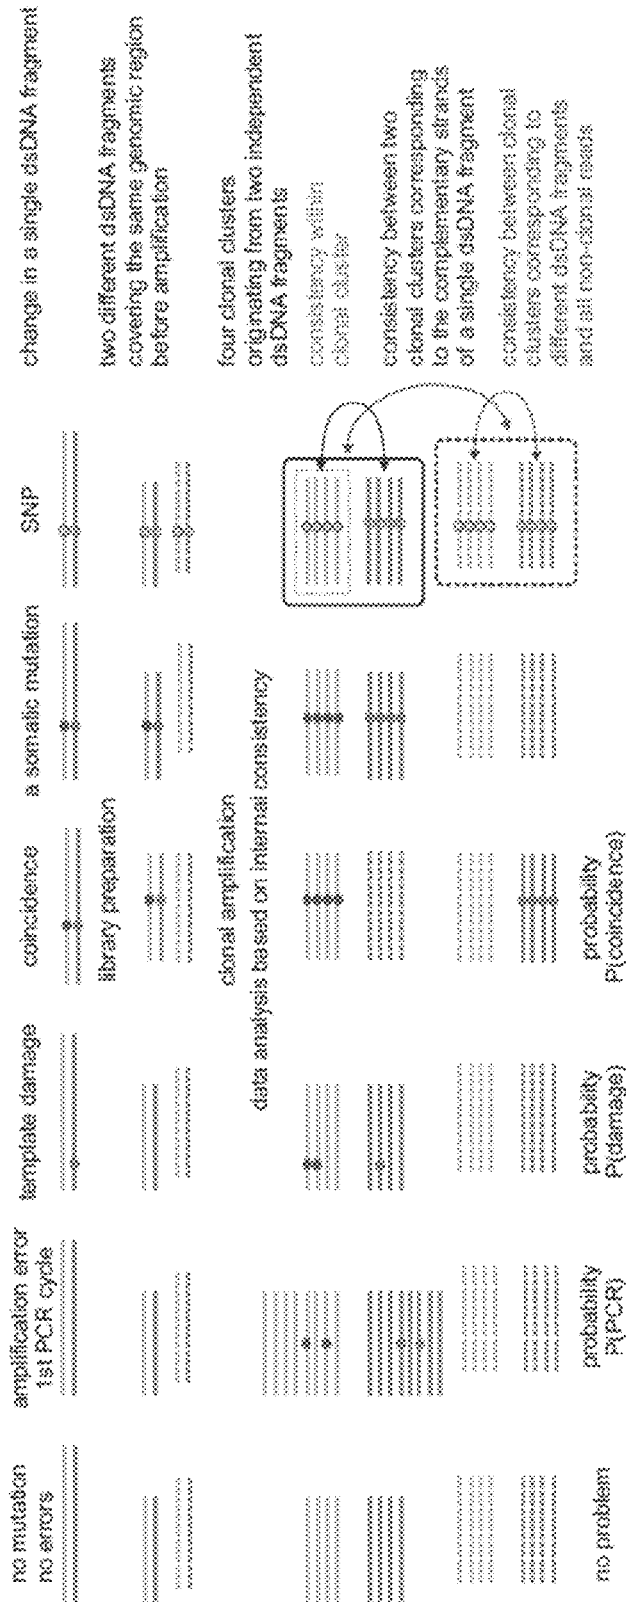 no mutation
no errors
amplification error
1st PCR cycle
template damage
coincidence
a somatic mutation
SNP
change in a single dsDNA fragment
library preparation
two different dsDNA fragments
covering the same genomic region
before amplification
clonal amplification
data analysis based on internal consistency
four clonal clusters
originating from two independent
dsDNA fragments
consistency within
clonal cluster
consistency between two
clonal clusters corresponding
to the complementary strands
of a single dsDNA fragment
consistency between clonal
clusters corresponding to
different dsDNA fragments
and all non-clonal reads
no problem
probability
P(PCR)
probability
P(damage)
probability
P(coincidence)